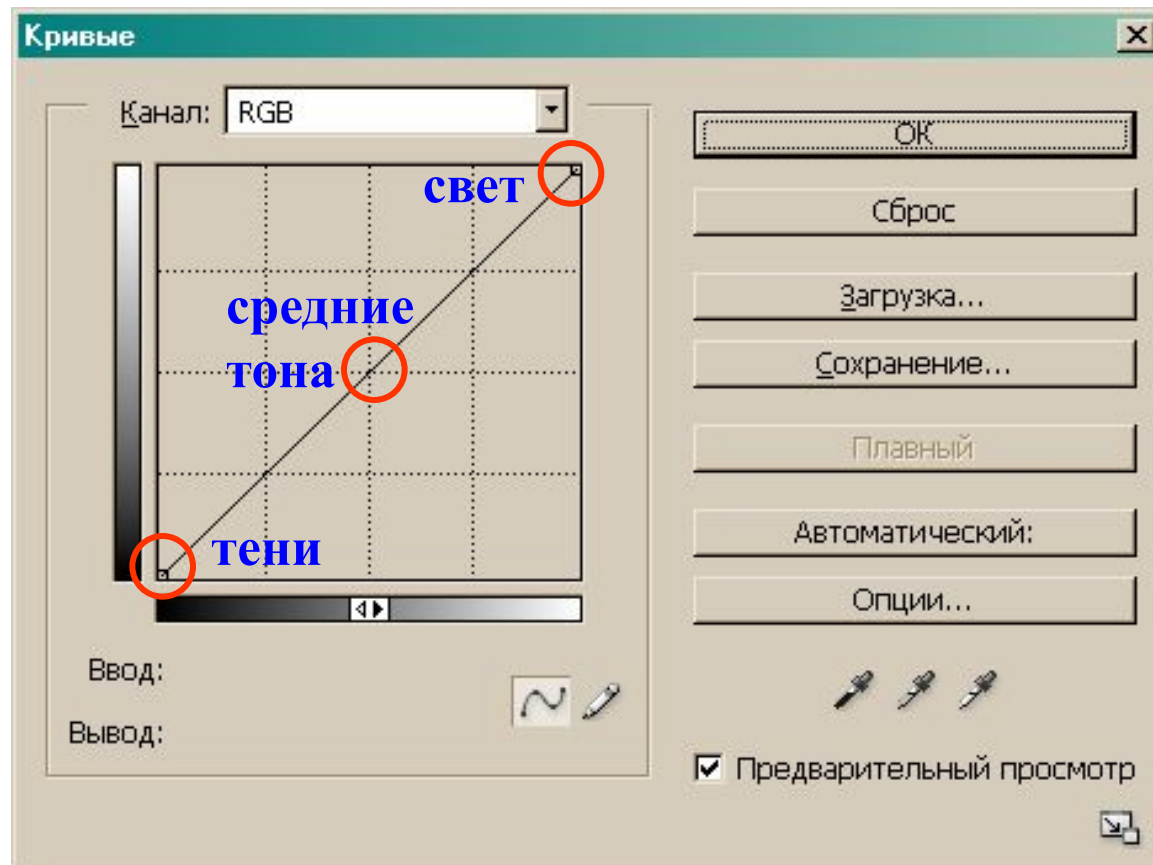 Кривые
Канал: RGB
свет
средние
тона
тени
Ввод:
Вывод:
OK
Сброс
Загрузка...
Сохранение...
Плавный
Автоматический:
Опции...
Предварительный просмотр